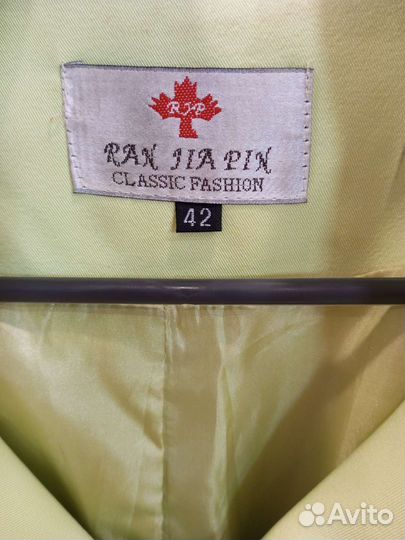 RJP
RAN JIA PIN
CLASSIC FASHION
42
Avito